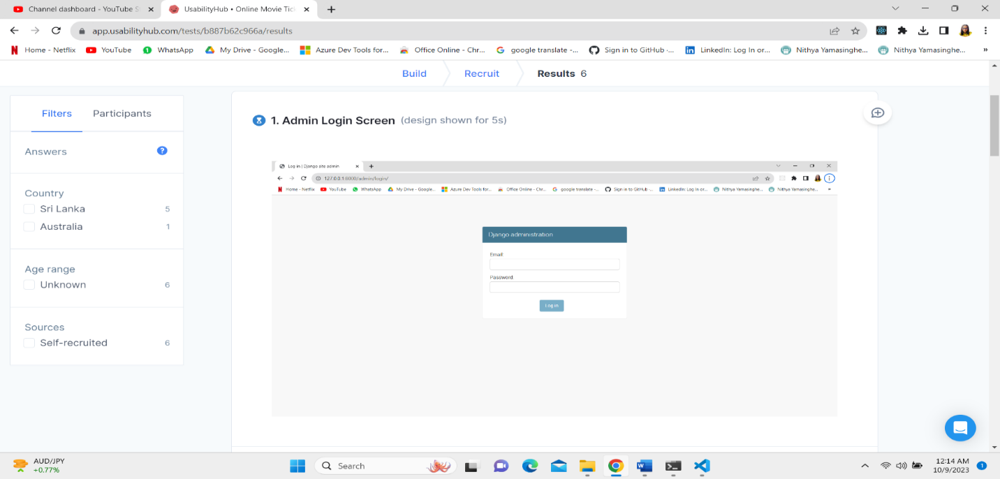 Channel dashboard - YouTube S
UsabilityHub • Online Movie Tic
app.usabilityhub.com/tests/b887b62c966a/results
Home - Netflix YouTube WhatsApp My Drive - Google... Azure Dev Tools for... Office Online - Chr... google translate -... Sign in to GitHub ·... LinkedIn: Log In or... Nithya Yamasinghe... Nithya Yamasinghe... »
Build Recruit Results 6
Filters Participants
Answers ?
Country
Sri Lanka 5
Australia 1
Age range
Unknown 6
Sources
Self-recruited 6
1. Admin Login Screen (design shown for 5s)
Log in | Django site admin
127.0.0.1:8000/admin/login/
Home - Netflix YouTube WhatsApp My Drive - Google... Azure Dev Tools for... Office Online - Chr... google translate -... Sign in to GitHub ·... LinkedIn: Log In or... Nithya Yamasinghe... Nithya Yamasinghe... »
Django administration
Email:
Password:
Log in
AUD/JPY
+0.77%
Search
12:14 AM
10/9/2023
1